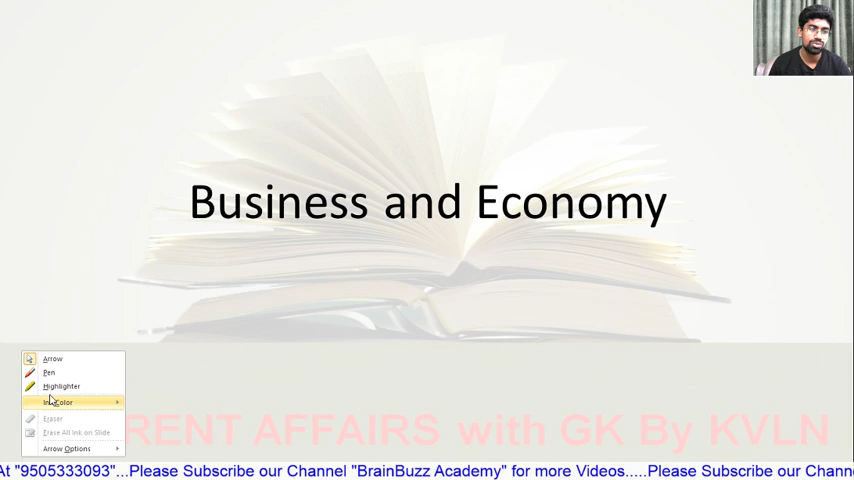 Business and Economy
Arrow
Pen
Highlighter
Color
Eraser
Erase All Ink on Slide
Arrow Options
RENT AFFAIRS with GK By KVLN
At "9505333093"...Please Subscribe our Channel "BrainBuzz Academy" for more Videos.....Please Subscribe our Chann